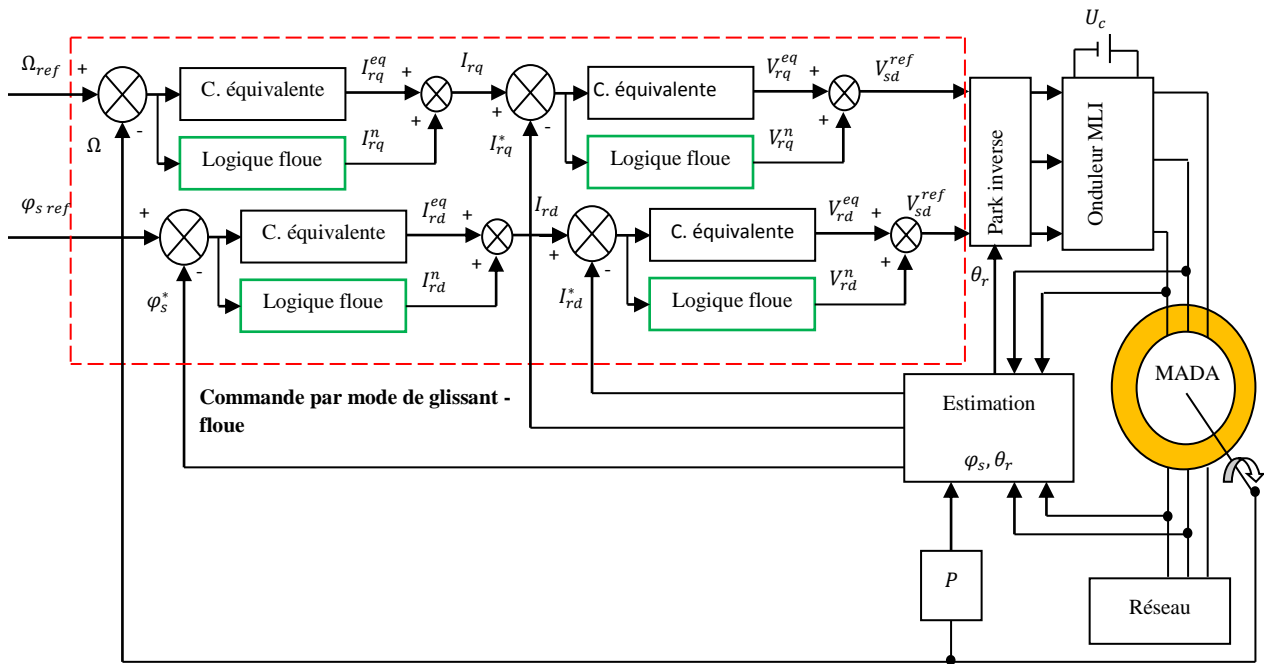 U_c
Ω_ref
+
-
Ω
C. équivalente
Logique floue
I_rq^eq
+
+
I_rq^n
I_rq
+
-
I_rq^*
C. équivalente
Logique floue
V_rq^eq
+
+
V_rq^n
V_sd^ref
Park inverse
Onduleur MLI
φ_s ref
+
-
φ_s^*
C. équivalente
Logique floue
I_rd^eq
+
+
I_rd^n
I_rd
+
-
I_rd^*
C. équivalente
Logique floue
V_rd^eq
+
+
V_rd^n
V_sd^ref
θ_r
MADA
Commande par mode de glissant -
floue
Estimation
φ_s, θ_r
P
Réseau